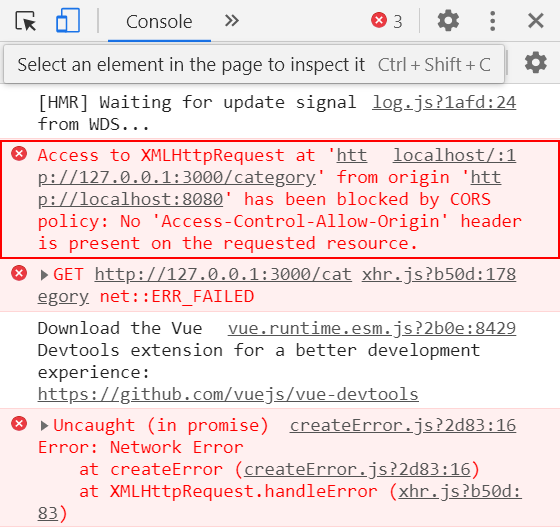 Console
3
Select an element in the page to inspect it Ctrl + Shift + C
[HMR] Waiting for update signal log.js?1afd:24
from WDS...
Access to XMLHttpRequest at 'htt localhost/:1
p://127.0.0.1:3000/category' from origin 'htt
p://localhost:8080' has been blocked by CORS
policy: No 'Access-Control-Allow-Origin' header
is present on the requested resource.
GET http://127.0.0.1:3000/cat xhr.js?b50d:178
egory net::ERR_FAILED
Download the Vue vue.runtime.esm.js?2b0e:8429
Devtools extension for a better development
experience:
https://github.com/vuejs/vue-devtools
Uncaught (in promise) createError.js?2d83:16
Error: Network Error
at createError (createError.js?2d83:16)
at XMLHttpRequest.handleError (xhr.js?b50d:
83)